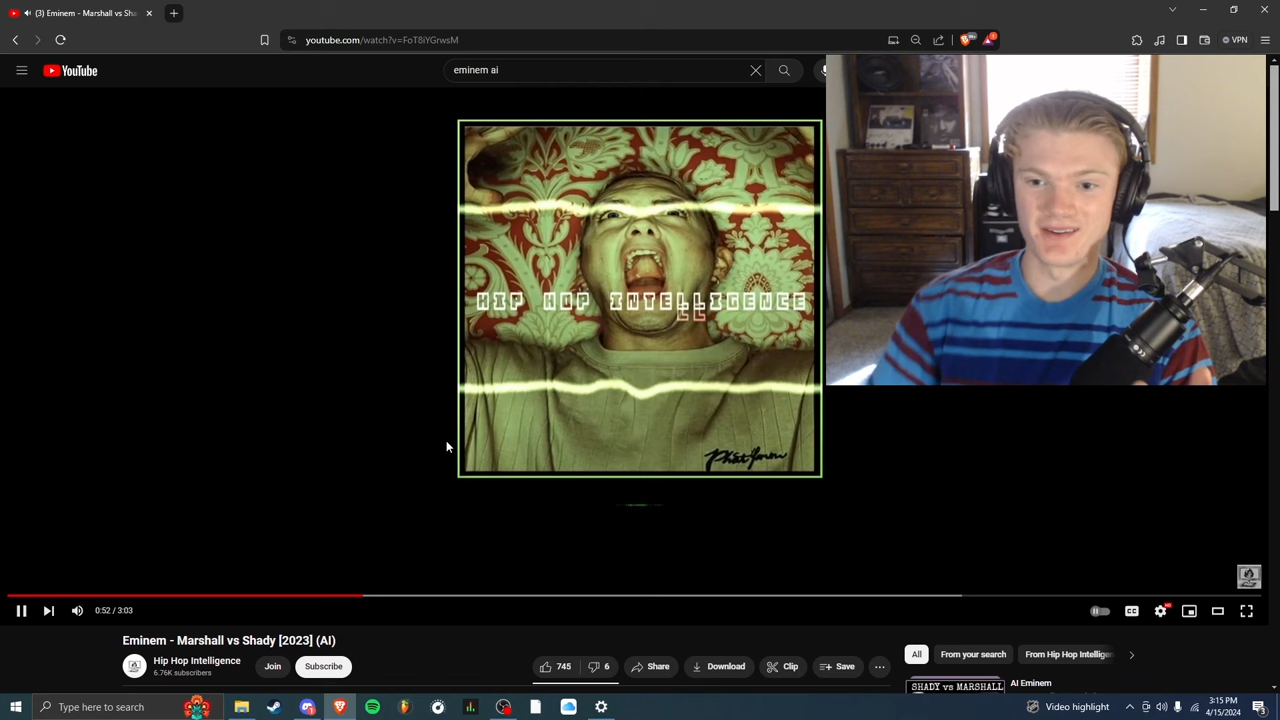 (3) Eminem - Marshall vs Sha
youtube.com/watch?v=FoT8iYGrwsM
VPN
YouTube
eminem ai
HIP HOP INTELLIGENCE
0:52 / 3:03
CC
HD
Eminem - Marshall vs Shady [2023] (AI)
Hip Hop Intelligence
6.76K subscribers
Join
Subscribe
745
6
Share
Download
Clip
Save
All
From your search
From Hip Hop Intelligen
SHADY vs MARSHALL
AI Eminem
Type here to search
Video highlight
3:15 PM
4/15/2024